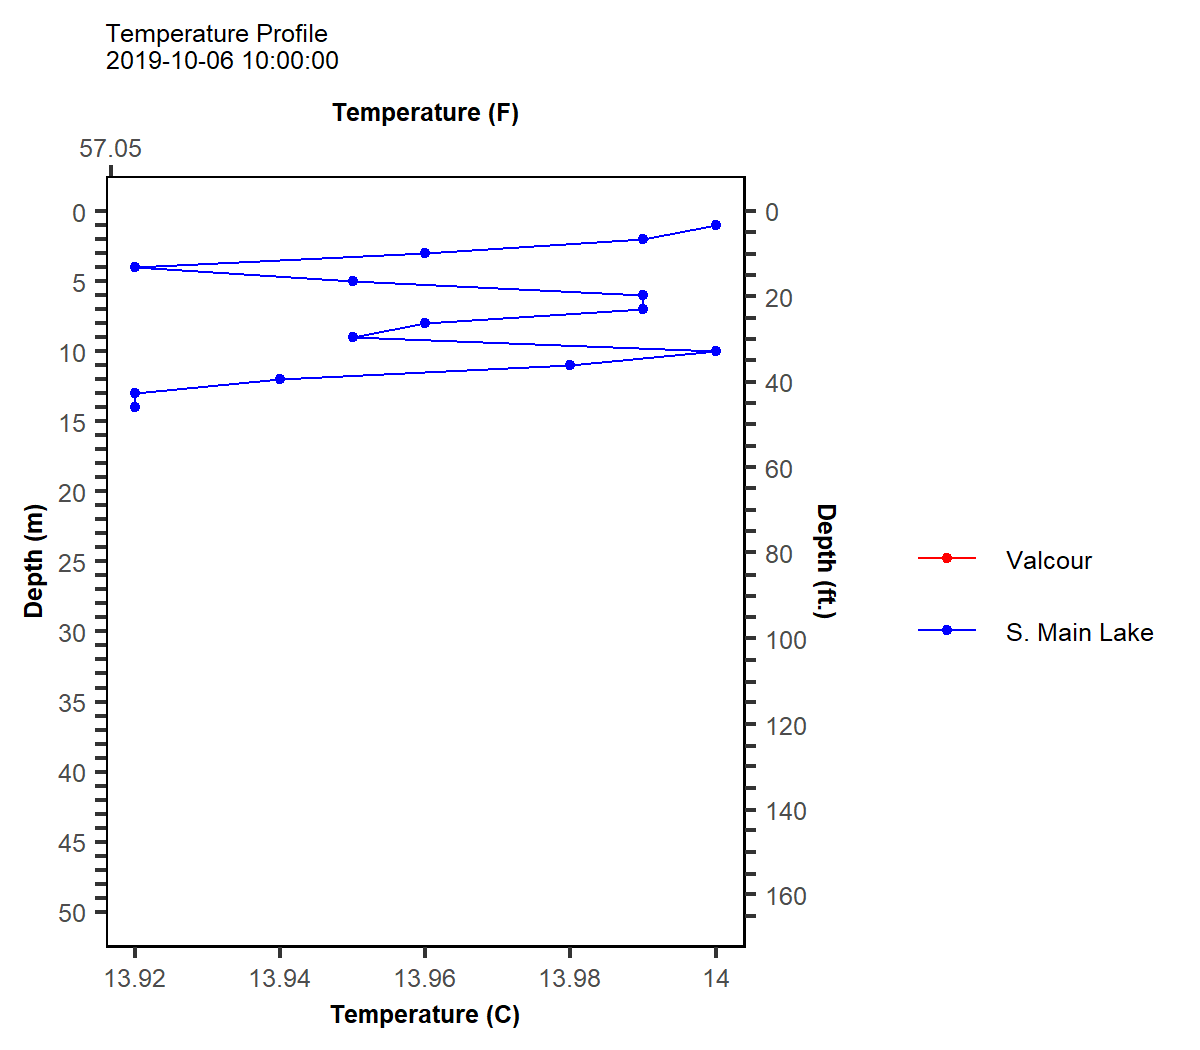 Temperature Profile
2019-10-06 10:00:00
Temperature (F)
57.05
0
5
10
15
20
25
30
35
40
45
50
Depth (m)
0
20
40
60
80
100
120
140
160
Depth (ft.)
13.92 13.94 13.96 13.98 14
Temperature (C)
Valcour
S. Main Lake